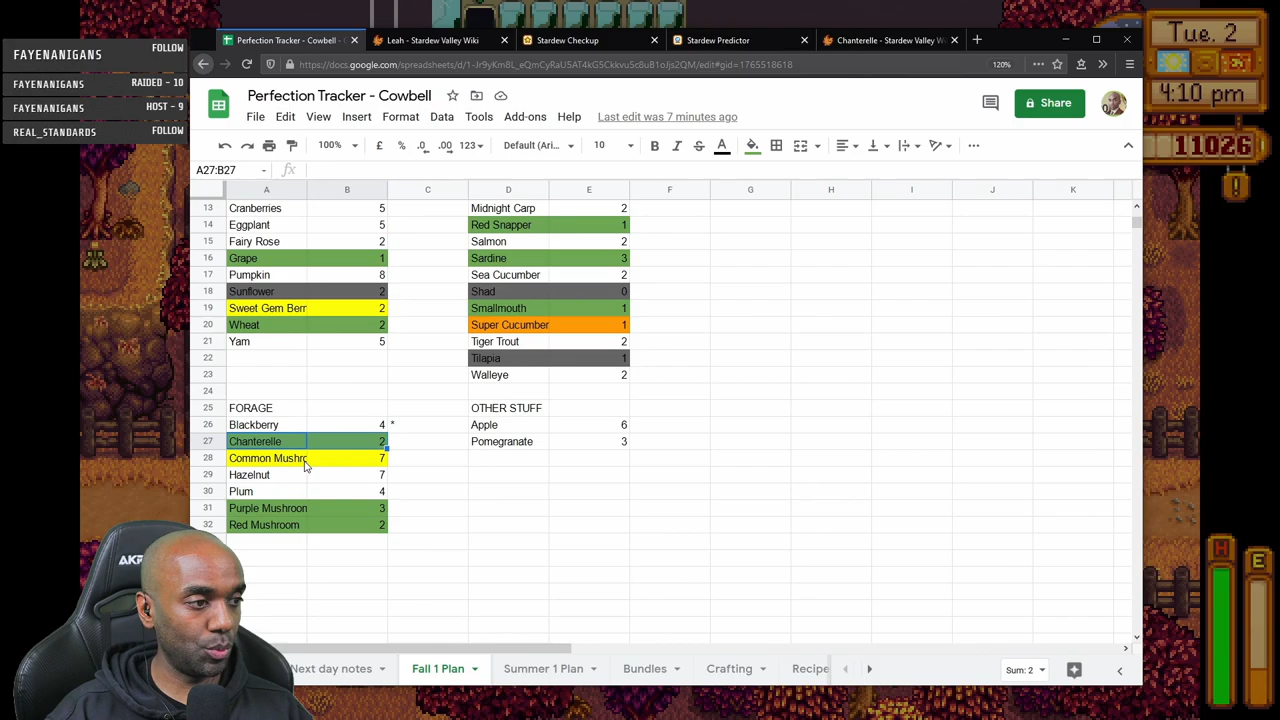 FAYENANIGANS FOLLOW
FAYENANIGANS RAIDED - 10
FAYENANIGANS HOST - 9
REAL_STANDARDS FOLLOW
Perfection Tracker - Cowbell -
Leah - Stardew Valley Wiki
Stardew Checkup
Stardew Predictor
Chanterelle - Stardew Valley W
120%
Perfection Tracker - Cowbell
Share
File Edit View Insert Format Data Tools Add-ons Help Last edit was 7 minutes ago
100% £ % .0 .00 123 Default (Ari... 10 B I S A
A27:B27 fx
A B C D E F G H I J K
13 Cranberries 5 Midnight Carp 2
14 Eggplant 5 Red Snapper 1
15 Fairy Rose 2 Salmon 2
16 Grape 1 Sardine 3
17 Pumpkin 8 Sea Cucumber 2
18 Sunflower 2 Shad 0
19 Sweet Gem Berr 2 Smallmouth 1
20 Wheat 2 Super Cucumber 1
21 Yam 5 Tiger Trout 2
22 Tilapia 1
23 Walleye 2
24
25 FORAGE OTHER STUFF
26 Blackberry 4 * Apple 6
27 Chanterelle 2 Pomegranate 3
28 Common Mushro 7
29 Hazelnut 7
30 Plum 4
31 Purple Mushroom 3
32 Red Mushroom 2
Next day notes Fall 1 Plan Summer 1 Plan Bundles Crafting Recipe
Sum: 2
Tue. 2
4:10 pm
11026
!
H E
AKR